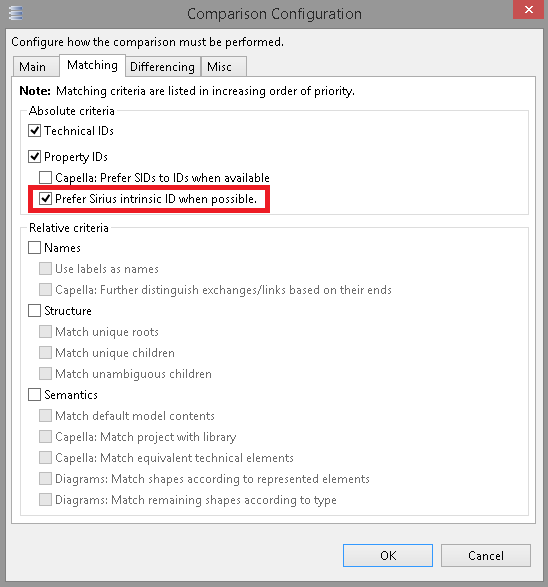 Comparison Configuration
Configure how the comparison must be performed.
Main Matching Differencing Misc
Note: Matching criteria are listed in increasing order of priority.
Absolute criteria
Technical IDs
Property IDs
Capella: Prefer SIDs to IDs when available
Prefer Sirius intrinsic ID when possible.
Relative criteria
Names
Use labels as names
Capella: Further distinguish exchanges/links based on their ends
Structure
Match unique roots
Match unique children
Match unambiguous children
Semantics
Match default model contents
Capella: Match project with library
Capella: Match equivalent technical elements
Diagrams: Match shapes according to represented elements
Diagrams: Match remaining shapes according to type
OK Cancel